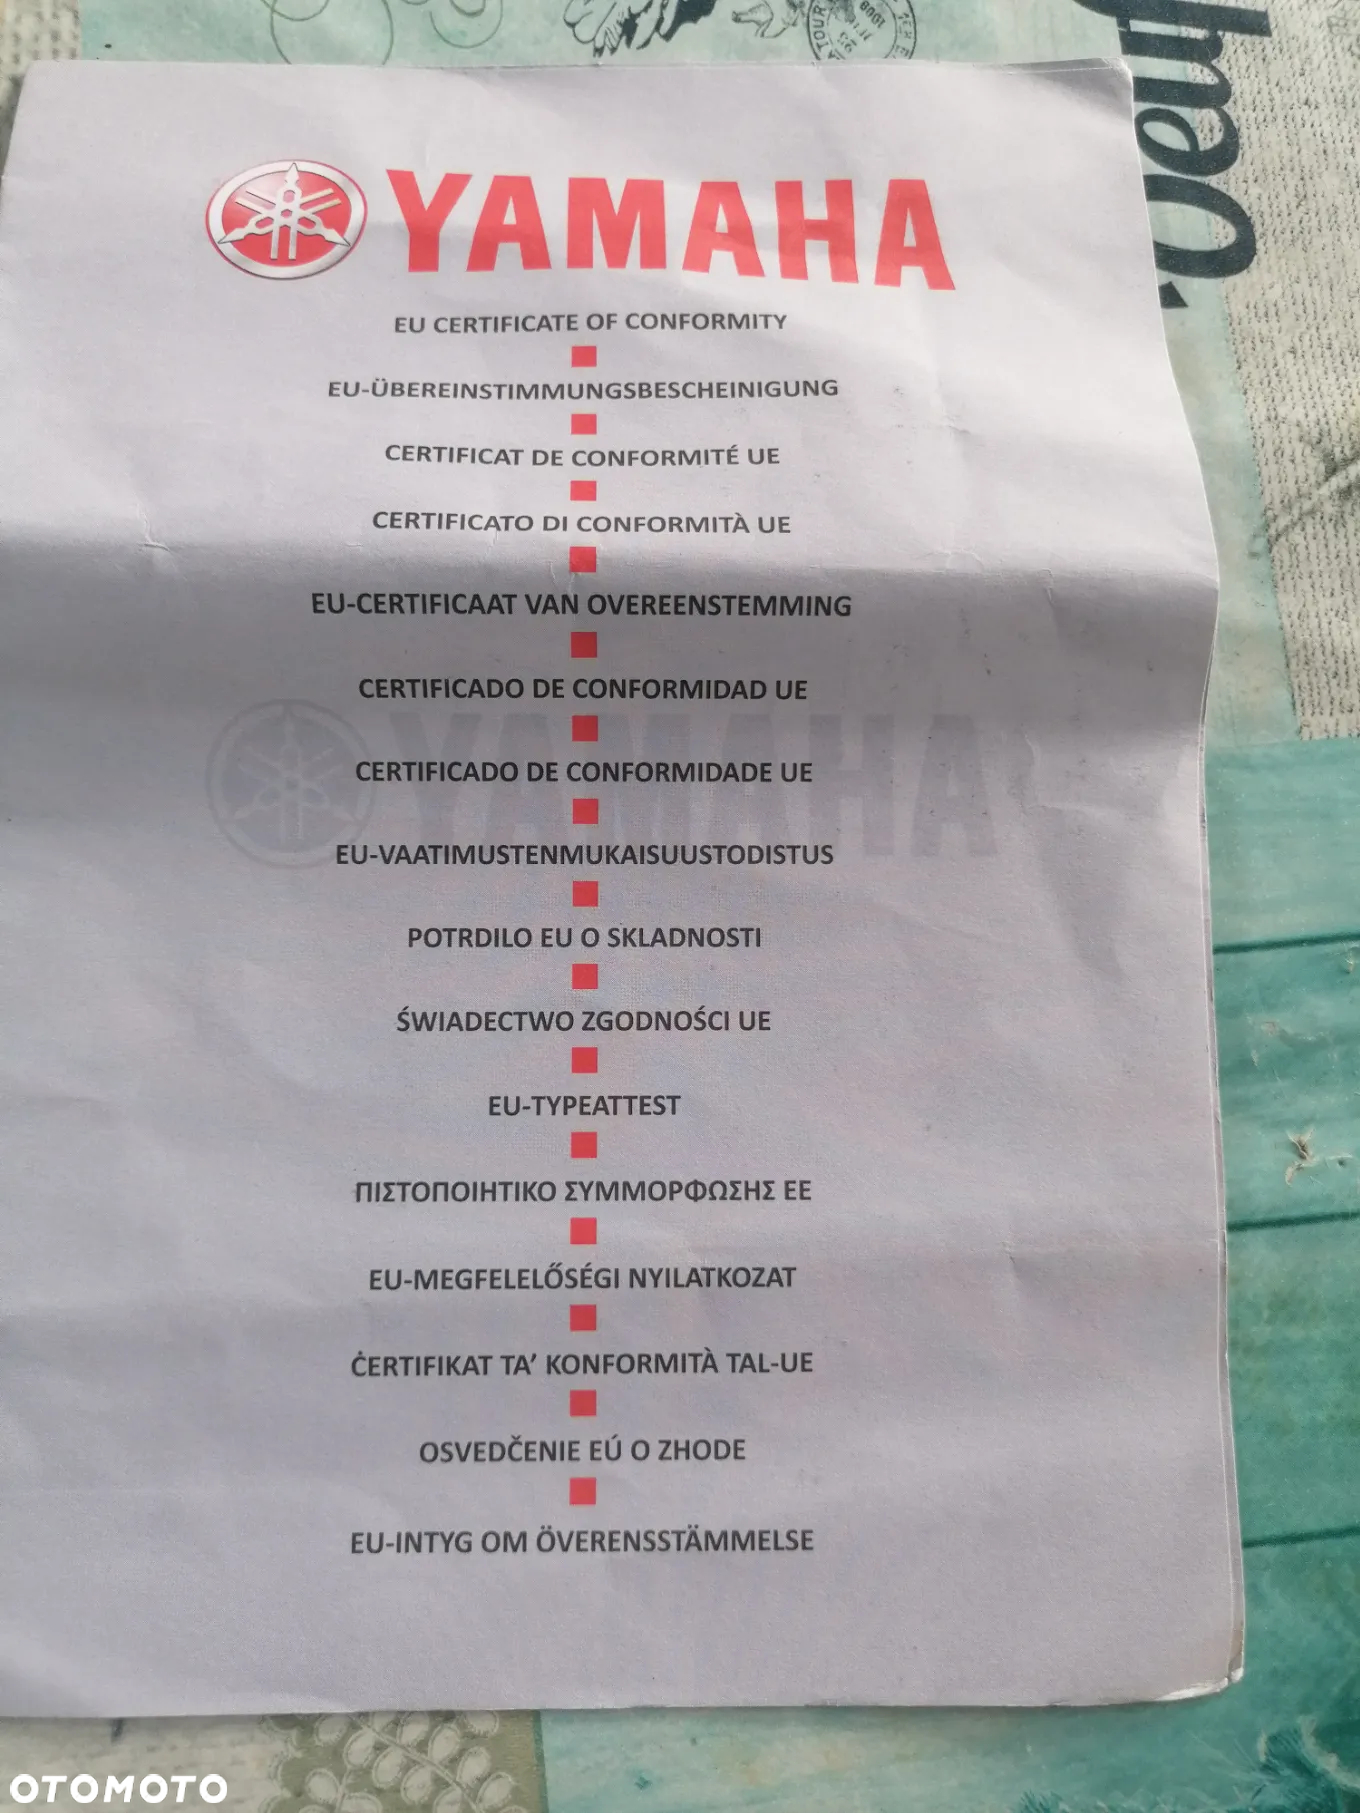 YAMAHA
EU CERTIFICATE OF CONFORMITY
EU-ÜBEREINSTIMMUNGSBESCHEINIGUNG
CERTIFICAT DE CONFORMITÉ UE
CERTIFICATO DI CONFORMITÀ UE
EU-CERTIFICAAT VAN OVEREENSTEMMING
CERTIFICADO DE CONFORMIDAD UE
YAMAHA
CERTIFICADO DE CONFORMIDADE UE
EU-VAATIMUSTENMUKAISUUSTODISTUS
POTRDILO EU O SKLADNOSTI
ŚWIADECTWO ZGODNOŚCI UE
EU-TYPEATTEST
ΠΙΣΤΟΠΟΙΗΤΙΚΟ ΣΥΜΜΟΡΦΩΣΗΣ ΕΕ
EU-MEGFELELŐSÉGI NYILATKOZAT
ĊERTIFIKAT TA’ KONFORMITÀ TAL-UE
OSVEDČENIE EÚ O ZHODE
EU-INTYG OM ÖVERENSSTÄMMELSE
OTOMOTO